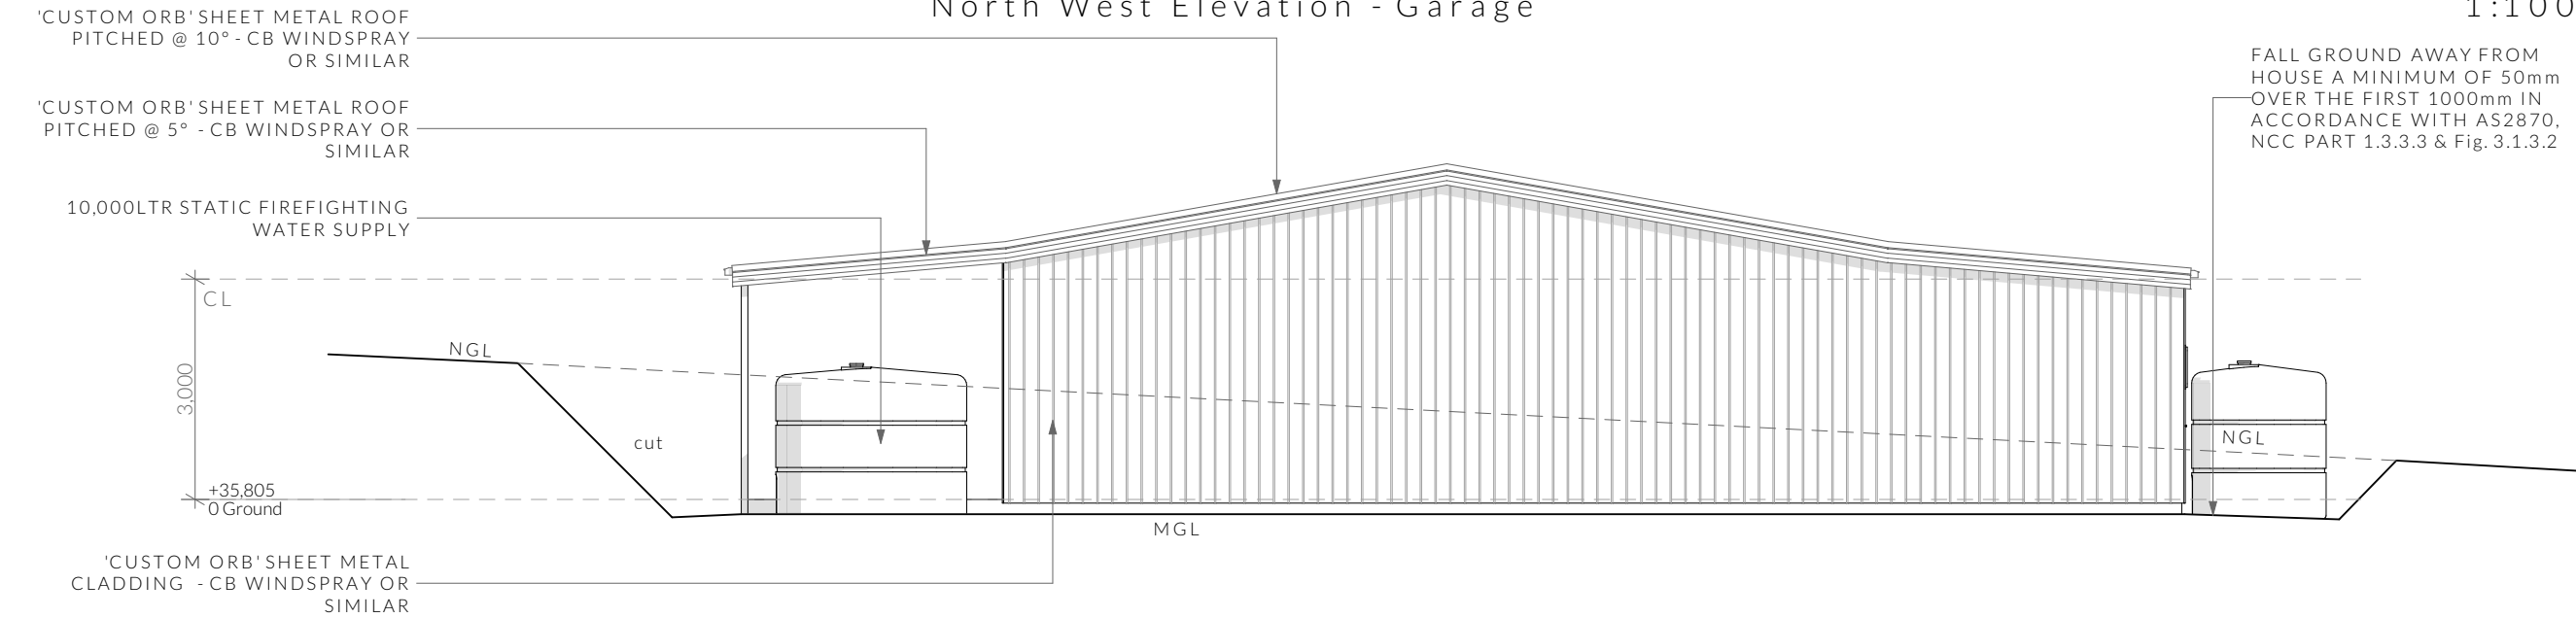 North West Elevation - Garage
1:100
'CUSTOM ORB' SHEET METAL ROOF
PITCHED @ 10° - CB WINDSPRAY
OR SIMILAR
'CUSTOM ORB' SHEET METAL ROOF
PITCHED @ 5° - CB WINDSPRAY OR
SIMILAR
10,000LTR STATIC FIREFIGHTING
WATER SUPPLY
FALL GROUND AWAY FROM
HOUSE A MINIMUM OF 50mm
OVER THE FIRST 1000mm IN
ACCORDANCE WITH AS2870,
NCC PART 1.3.3.3 & Fig. 3.1.3.2
CL
NGL
3,000
cut
NGL
+35,805
0 Ground
MGL
'CUSTOM ORB' SHEET METAL
CLADDING - CB WINDSPRAY OR
SIMILAR